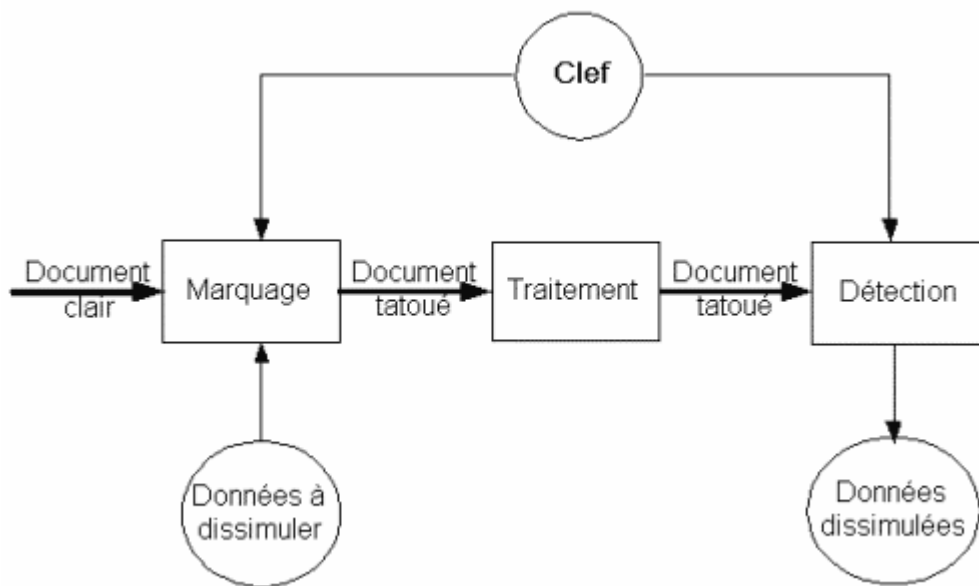 Clef
Document
clair
Marquage
Document
tatoué
Traitement
Document
tatoué
Détection
Données à
dissimuler
Données
dissimulées